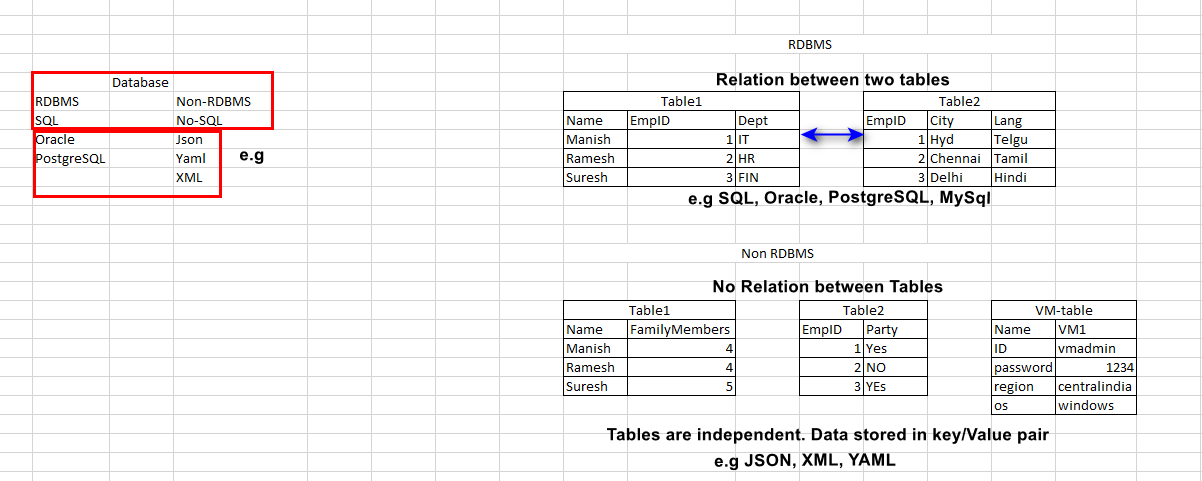 Database
RDBMS Non-RDBMS
SQL No-SQL
Oracle Json
PostgreSQL Yaml
XML
e.g
RDBMS
Relation between two tables
Table1
Name EmpID Dept
Manish 1 IT
Ramesh 2 HR
Suresh 3 FIN
Table2
EmpID City Lang
1 Hyd Telgu
2 Chennai Tamil
3 Delhi Hindi
e.g SQL, Oracle, PostgreSQL, MySql
Non RDBMS
No Relation between Tables
Table1
Name FamilyMembers
Manish 4
Ramesh 4
Suresh 5
Table2
EmpID Party
1 Yes
2 NO
3 YEs
VM-table
Name VM1
ID vmadmin
password 1234
region centralindia
os windows
Tables are independent. Data stored in key/Value pair
e.g JSON, XML, YAML